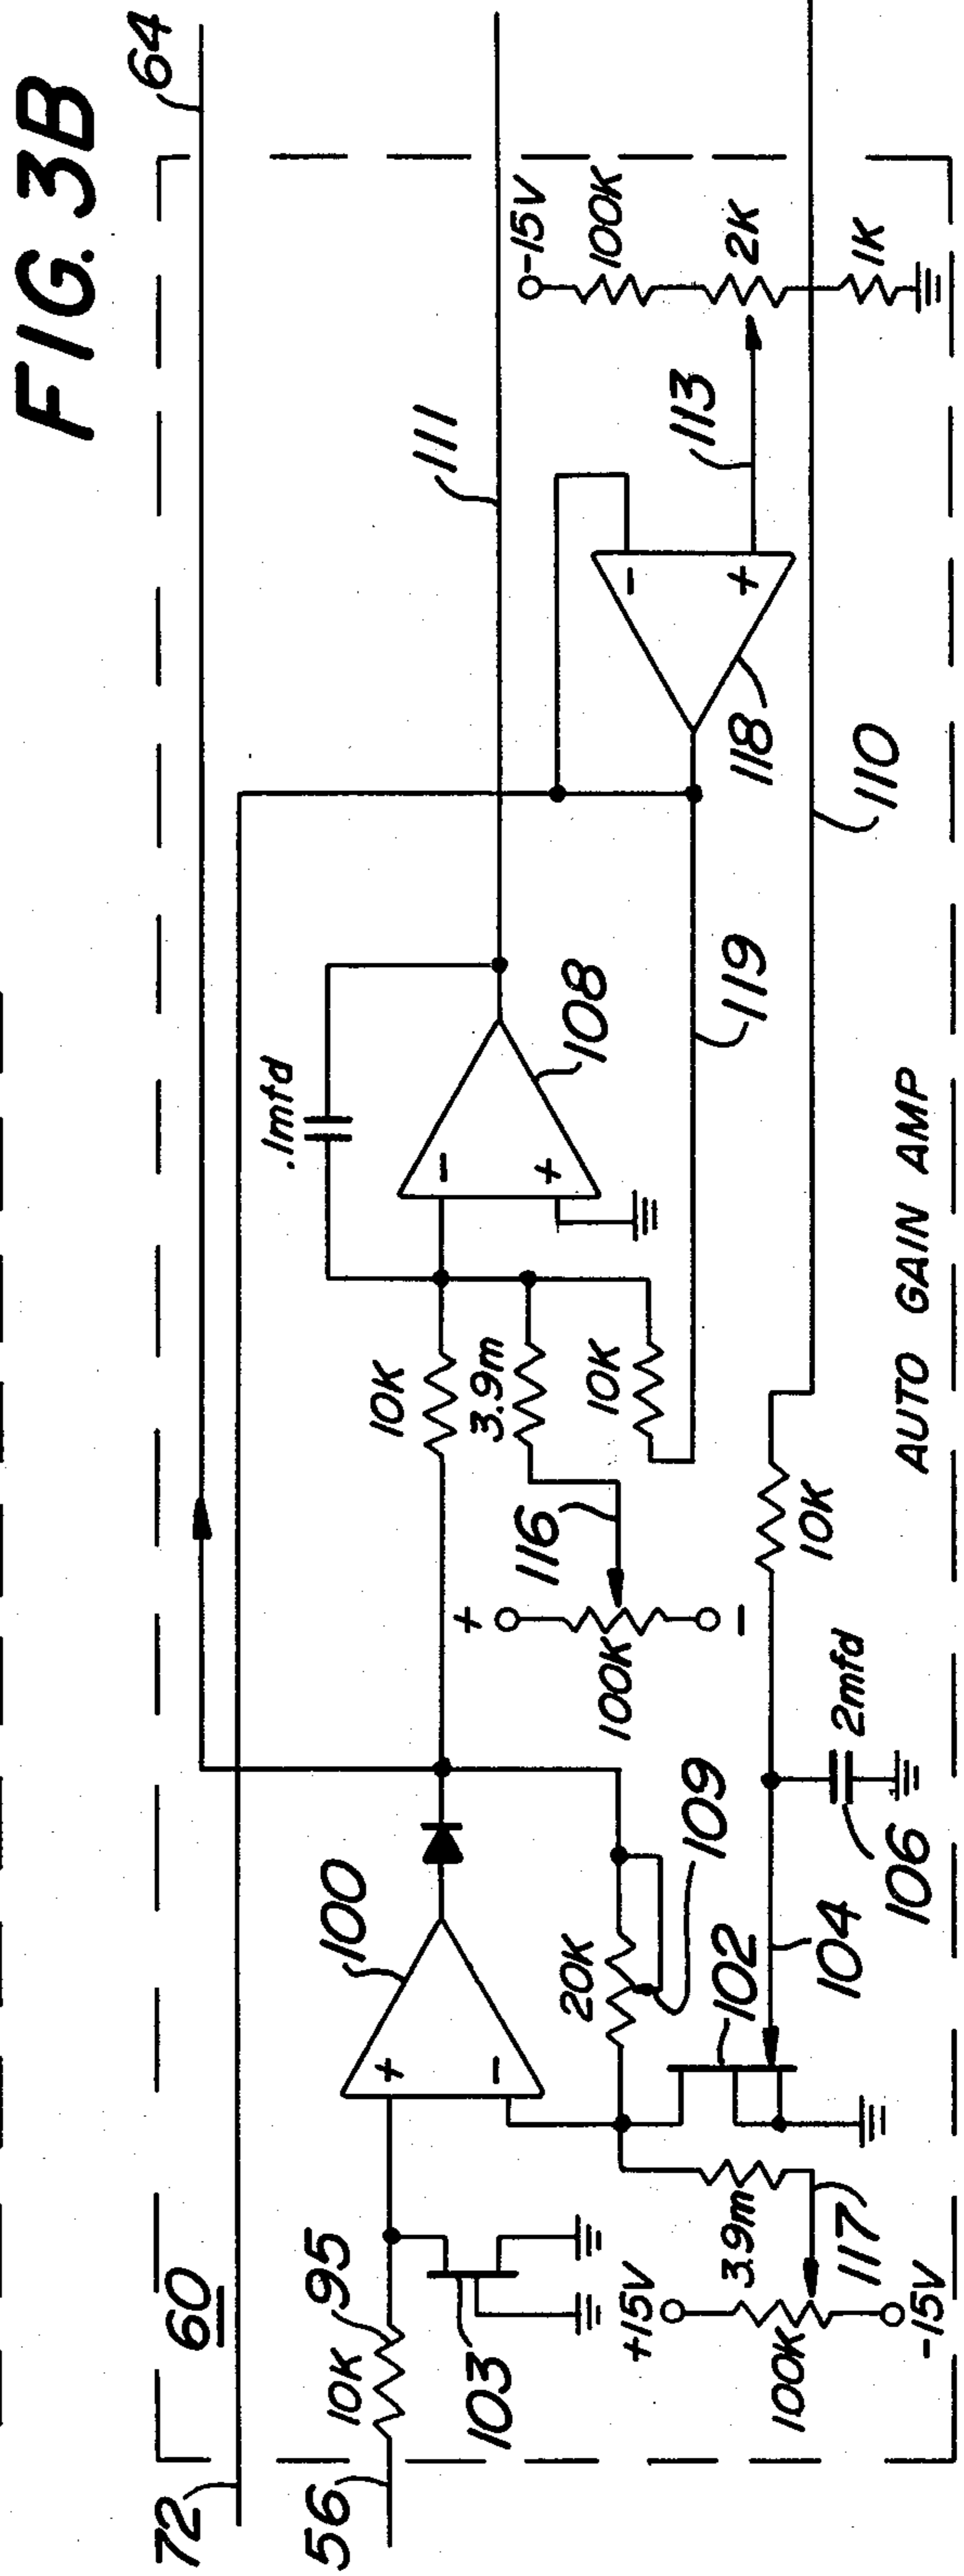 FIG. 3B
64
72
60
56
10K
95
103
+
-
100
20K
109
102
104
106
2mfd
3.9m
117
+15V
100K
-15V
10K
3.9m
10K
116
+
100K
-
.1mfd
-
+
108
111
119
118
-
+
113
-15V
100K
2K
1K
110
10K
AUTO GAIN AMP